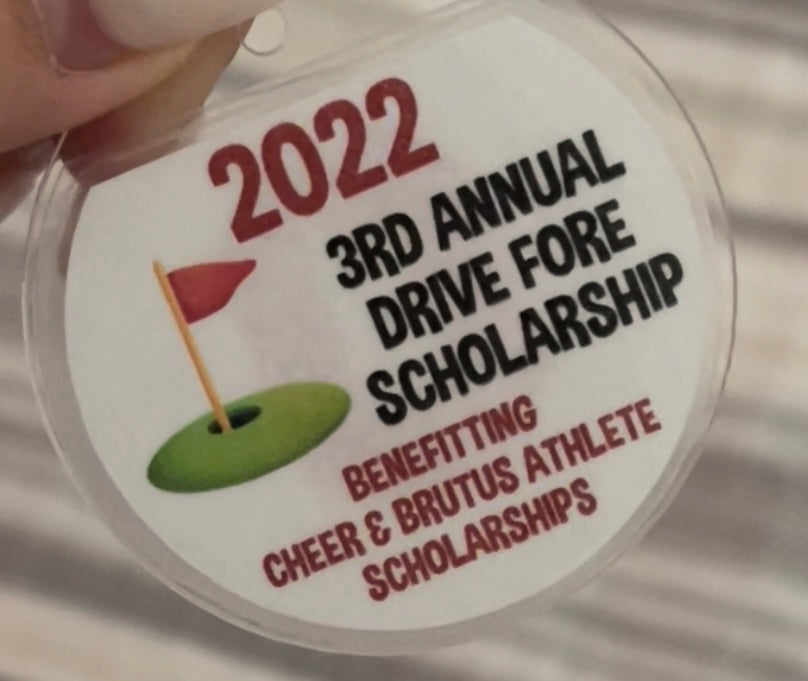 2022
3RD ANNUAL
DRIVE FORE
SCHOLARSHIP
BENEFITTING
CHEER & BRUTUS ATHLETE
SCHOLARSHIPS